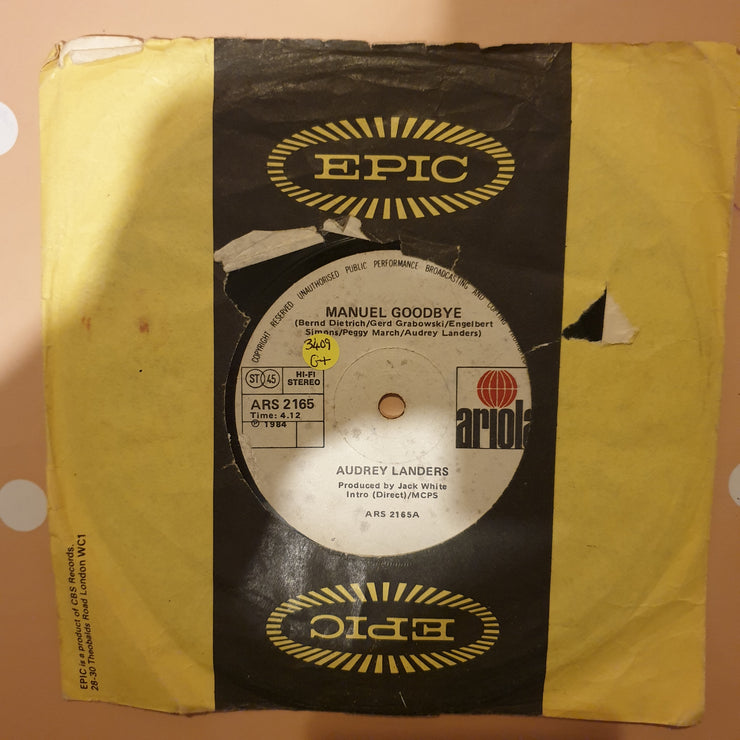 EPIC
COPYRIGHT RESERVED UNAUTHORISED PUBLIC PERFORMANCE BROADCASTING AND
MANUEL GOODBYE
(Bernd Dietrich/Gerd Grabowski/Engelbert
Simons/Peggy March/Audrey Landers)
3409
G+
ST 45
HI-FI
STEREO
ARS 2165
Time: 4.12
Ⓟ 1984
ariola
AUDREY LANDERS
Produced by Jack White
Intro (Direct)/MCPS
ARS 2165A
EPIC
EPIC is a product of CBS Records.
28-30 Theobalds Road London WC1